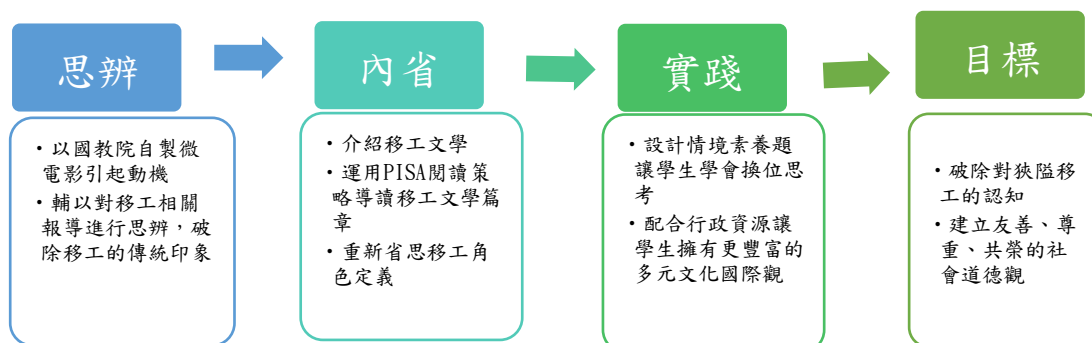 思辨
・以國教院自製微
電影引起動機
・輔以對移工相關
報導進行思辨，破
除移工的傳統印象
內省
・介紹移工文學
・運用PISA閱讀策
略導讀移工文學篇
章
・重新省思移工角
色定義
實踐
・設計情境素養題
讓學生學會換位思
考
・配合行政資源讓
學生擁有更豐富的
多元文化國際觀
目標
・破除對狹隘移
工的認知
・建立友善、尊
重、共榮的社
會道德觀